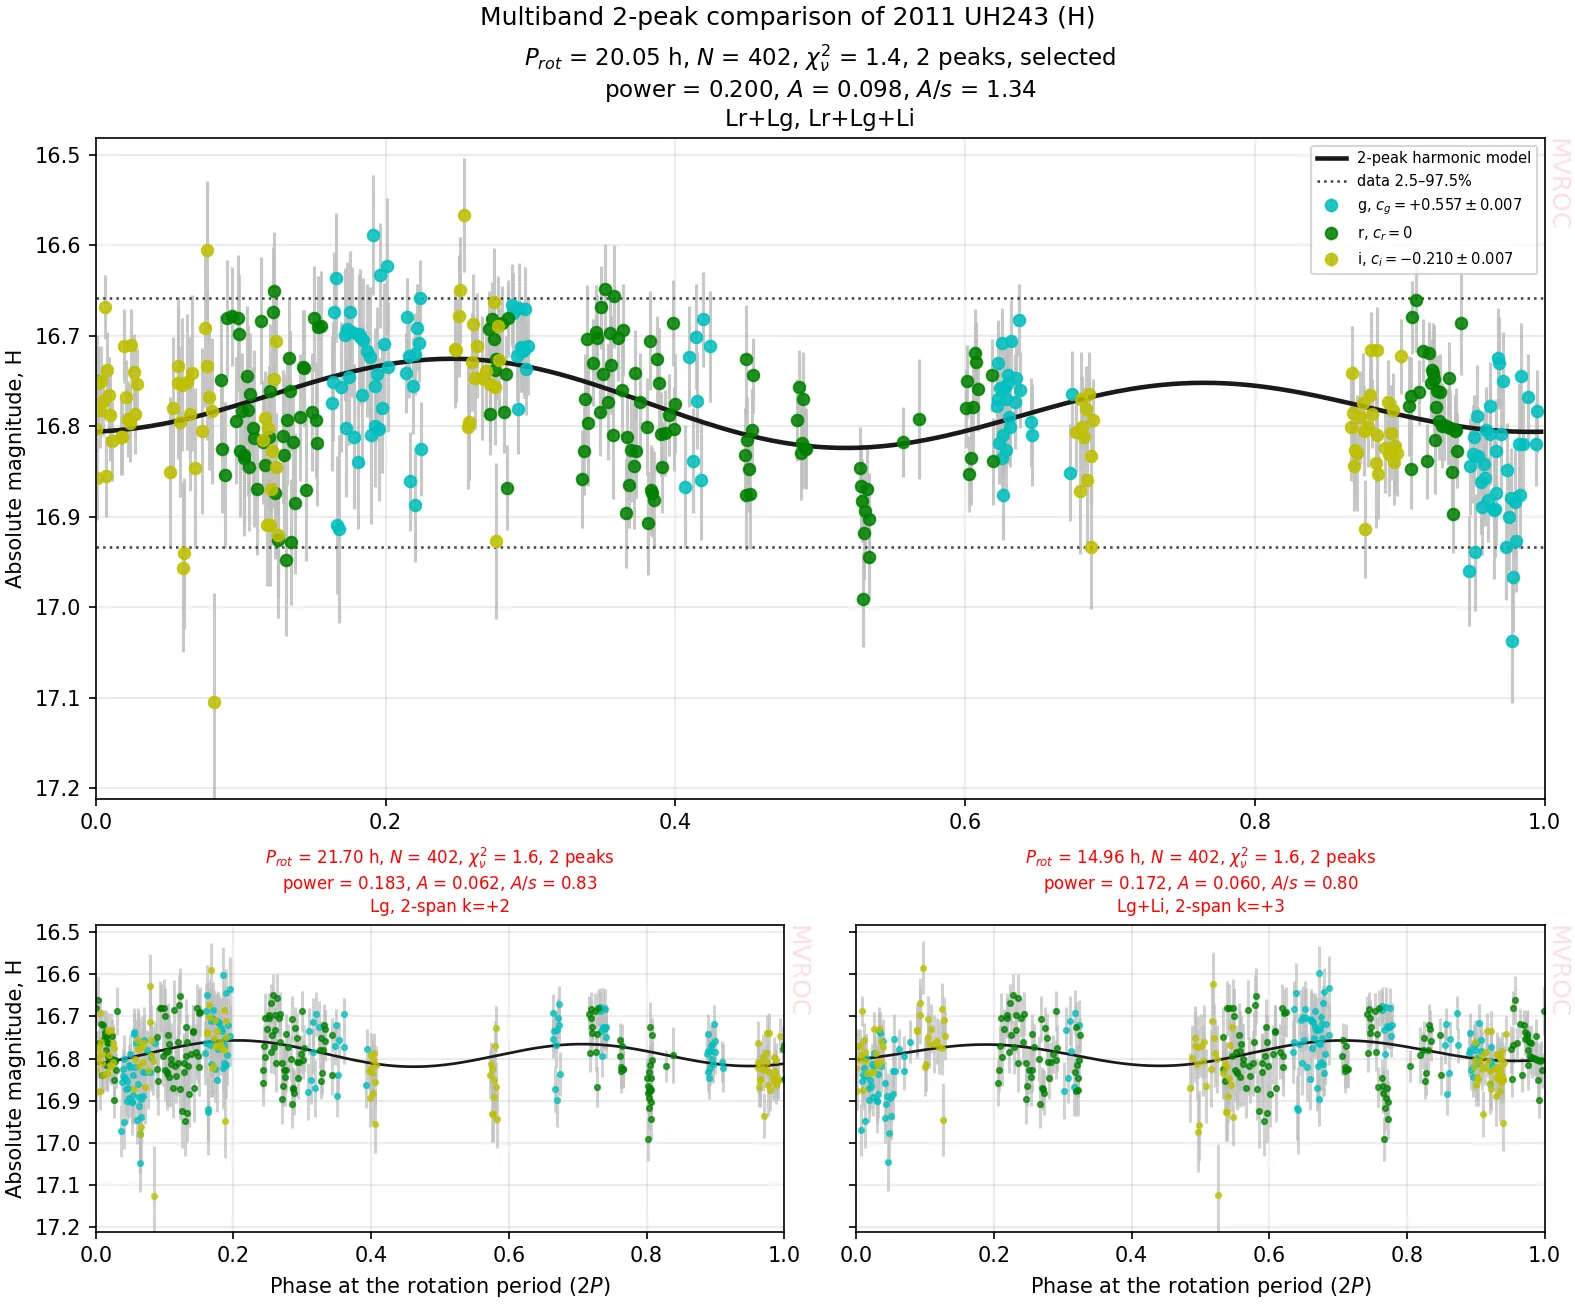 Multiband 2-peak comparison of 2011 UH243 (H)
P_rot = 20.05 h, N = 402, χ²_ν = 1.4, 2 peaks, selected
power = 0.200, A = 0.098, A/s = 1.34
Lr+Lg, Lr+Lg+Li
2-peak harmonic model
data 2.5–97.5%
g, c_g = +0.557 ± 0.007
r, c_r = 0
i, c_i = −0.210 ± 0.007
MVROC
Absolute magnitude, H
16.5
16.6
16.7
16.8
16.9
17.0
17.1
17.2
0.0 0.2 0.4 0.6 0.8 1.0
P_rot = 21.70 h, N = 402, χ²_ν = 1.6, 2 peaks
power = 0.183, A = 0.062, A/s = 0.83
Lg, 2-span k=+2
MVROC
Absolute magnitude, H
16.5
16.6
16.7
16.8
16.9
17.0
17.1
17.2
0.0 0.2 0.4 0.6 0.8 1.0
Phase at the rotation period (2P)
P_rot = 14.96 h, N = 402, χ²_ν = 1.6, 2 peaks
power = 0.172, A = 0.060, A/s = 0.80
Lg+Li, 2-span k=+3
MVROC
0.0 0.2 0.4 0.6 0.8 1.0
Phase at the rotation period (2P)